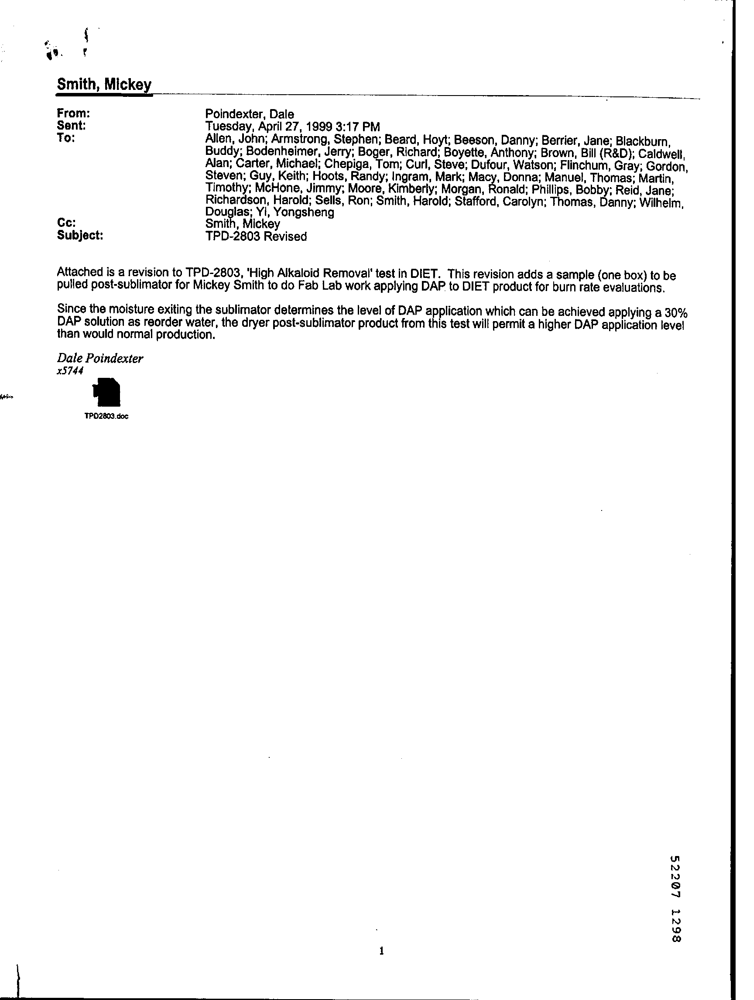 Smith, Mickey
From: Poindexter, Dale
Sent: Tuesday, April 27, 1999 3:17 PM
To: Allen, John; Armstrong, Stephen; Beard, Hoyt; Beeson, Danny; Berrier, Jane; Blackburn,
Buddy; Bodenheimer, Jerry; Boger, Richard; Boyette, Anthony; Brown, Bill (R&D); Caldwell,
Alan; Carter, Michael; Chepiga, Tom; Curl, Steve; Dufour, Watson; Flinchum, Gray; Gordon,
Steven; Guy, Keith; Hoots, Randy; Ingram, Mark; Macy, Donna; Manuel, Thomas; Martin,
Timothy; McHone, Jimmy; Moore, Kimberly; Morgan, Ronald; Phillips, Bobby; Reid, Jane;
Richardson, Harold; Sells, Ron; Smith, Harold; Stafford, Carolyn; Thomas, Danny; Wilhelm,
Douglas; Yi, Yongsheng
Cc: Smith, Mickey
Subject: TPD-2803 Revised
Attached is a revision to TPD-2803, 'High Alkaloid Removal' test in DIET. This revision adds a sample (one box) to be
pulled post-sublimator for Mickey Smith to do Fab Lab work applying DAP to DIET product for burn rate evaluations.
Since the moisture exiting the sublimator determines the level of DAP application which can be achieved applying a 30%
DAP solution as reorder water, the dryer post-sublimator product from this test will permit a higher DAP application level
than would normal production.
Dale Poindexter
x5744
TPD2803.doc
52207 1298
1